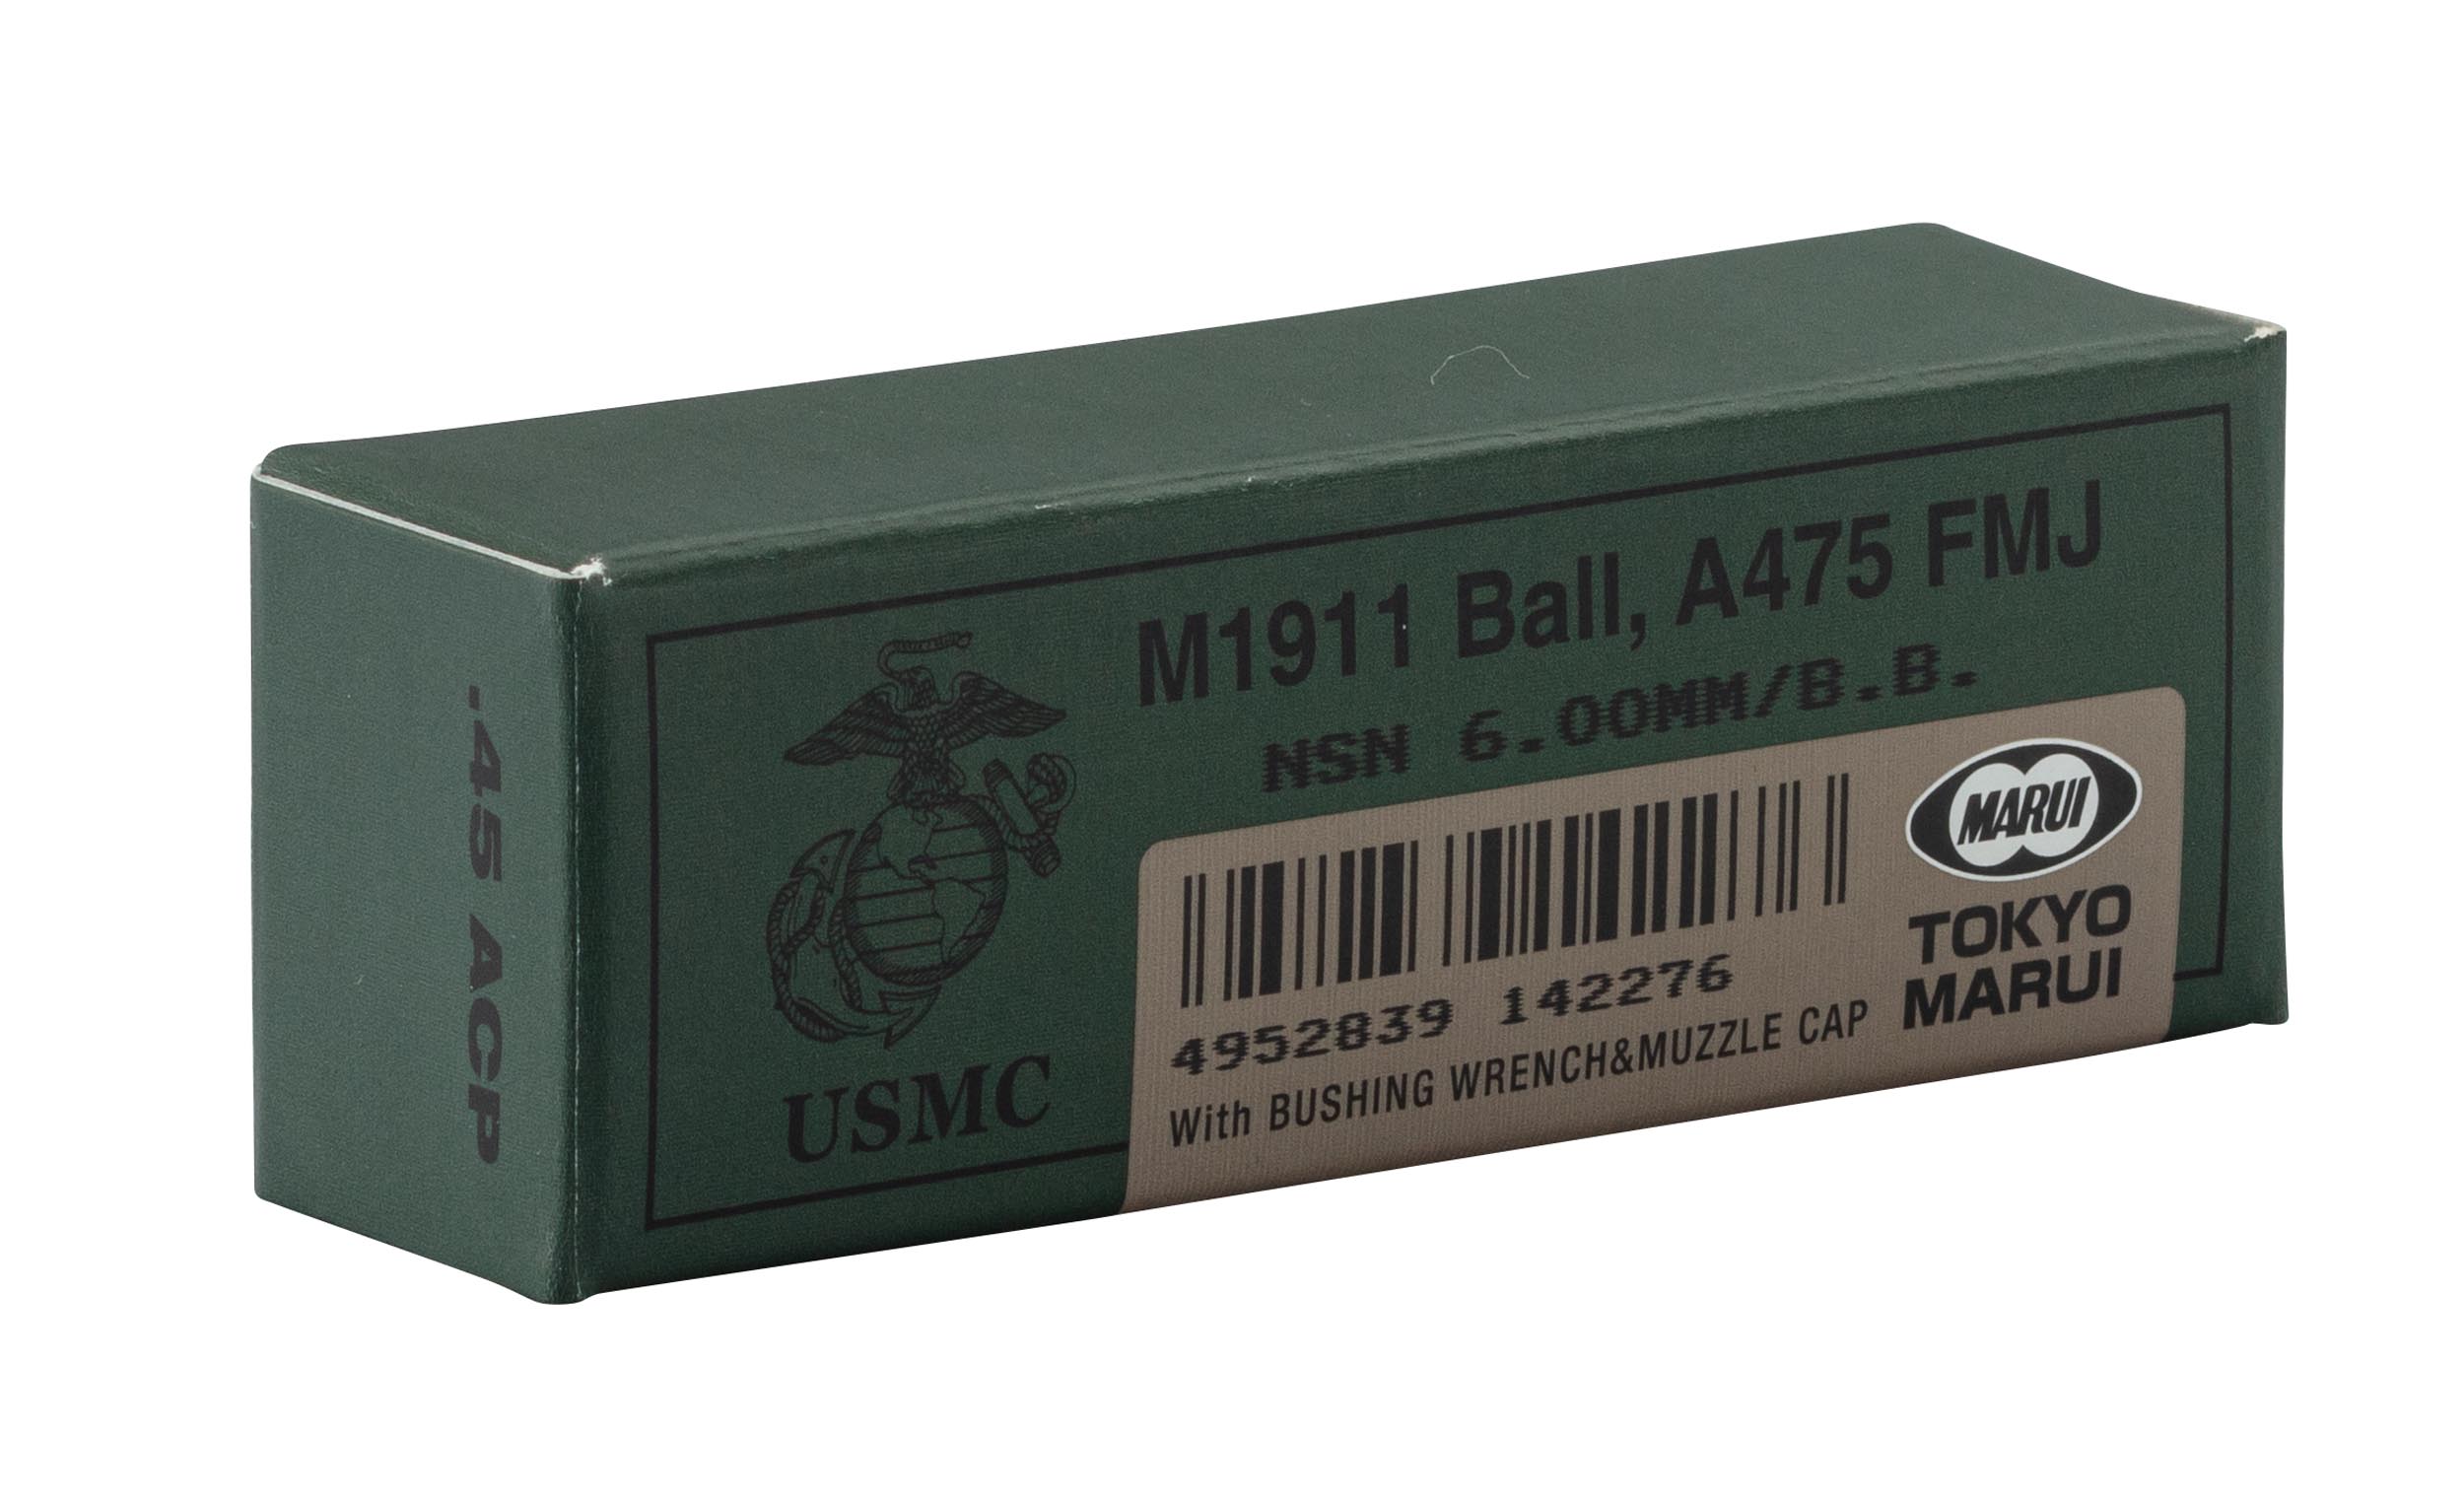 .45 ACP
M1911 Ball, A475 FMJ
NSN 6.00MM/B.B.
USMC
4952839 142276
With BUSHING WRENCH&MUZZLE CAP
MARUI
TOKYO
MARUI